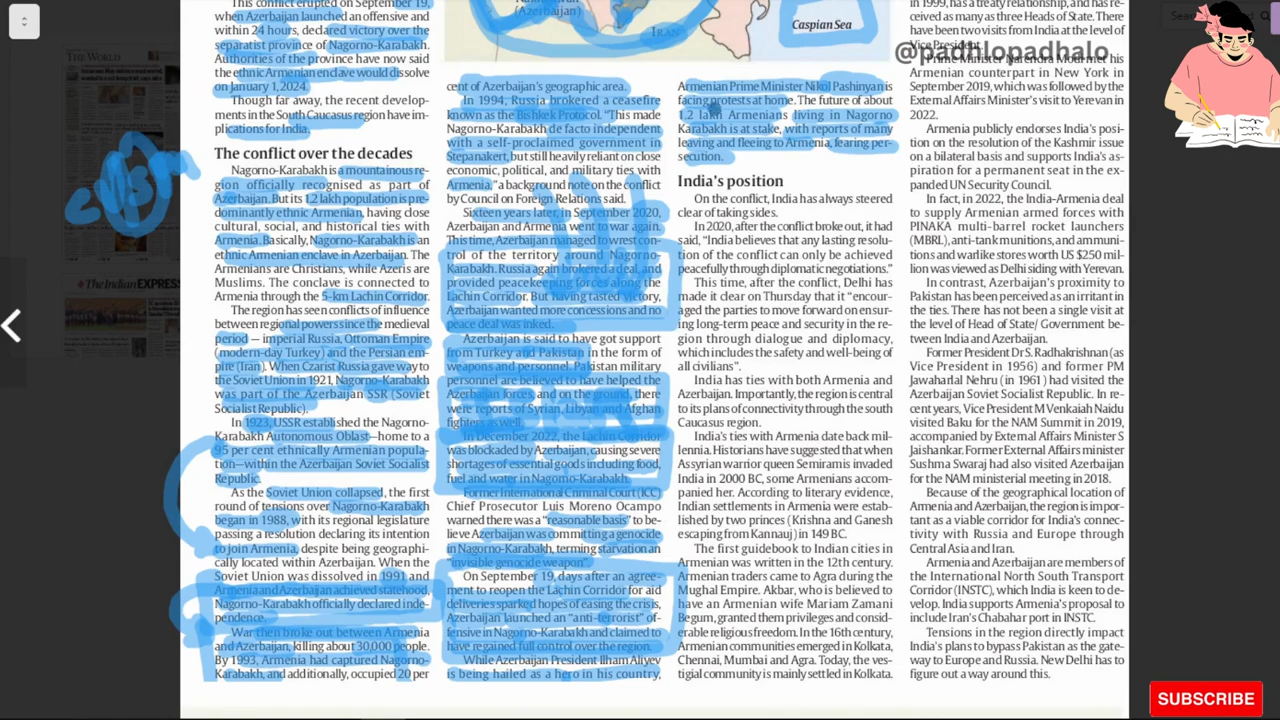 This conflict erupted on September 19,
when Azerbaijan launched an offensive and
within 24 hours, declared victory over the
separatist province of Nagorno-Karabakh.
Authorities of the province have now said
the ethnic Armenian enclave would dissolve
on January 1, 2024.
Though far away, the recent develop-
ments in the South Caucasus region have im-
plications for India.
The conflict over the decades
Nagorno-Karabakh is a mountainous re-
gion officially recognised as part of
Azerbaijan. But its 1.2 lakh population is pre-
dominantly ethnic Armenian, having close
cultural, social, and historical ties with
Armenia. Basically, Nagorno-Karabakh is an
ethnic Armenian enclave in Azerbaijan. The
Armenians are Christians, while Azeris are
Muslims. The conclave is connected to
Armenia through the 5-km Lachin Corridor.
The region has seen conflicts of influence
between regional powers since the medieval
period — imperial Russia, Ottoman Empire
(modern-day Turkey) and the Persian em-
pire (Iran). When Czarist Russia gave way to
the Soviet Union in 1921, Nagorno-Karabakh
was part of the Azerbaijan SSR (Soviet
Socialist Republic).
In 1923, USSR established the Nagorno-
Karabakh Autonomous Oblast—home to a
95 per cent ethnically Armenian popula-
tion—within the Azerbaijan Soviet Socialist
Republic.
As the Soviet Union collapsed, the first
round of tensions over Nagorno-Karabakh
began in 1988, with its regional legislature
passing a resolution declaring its intention
to join Armenia, despite being geographi-
cally located within Azerbaijan. When the
Soviet Union was dissolved in 1991 and
Armenia and Azerbaijan achieved statehood,
Nagorno-Karabakh officially declared inde-
pendence.
War then broke out between Armenia
and Azerbaijan, killing about 30,000 people.
By 1993, Armenia had captured Nagorno-
Karabakh, and additionally, occupied 20 per
(Azerbaijan)
IRAN
Caspian Sea
cent of Azerbaijan's geographic area.
In 1994, Russia brokered a ceasefire
known as the Bishkek Protocol. "This made
Nagorno-Karabakh de facto independent
with a self-proclaimed government in
Stepanakert, but still heavily reliant on close
economic, political, and military ties with
Armenia," a background note on the conflict
by Council on Foreign Relations said.
Sixteen years later, in September 2020,
Azerbaijan and Armenia went to war again.
This time, Azerbaijan managed to wrest con-
trol of the territory around Nagorno-
Karabakh. Russia again brokered a deal, and
provided peacekeeping forces along the
Lachin Corridor. But having tasted victory,
Azerbaijan wanted more concessions and no
peace deal was inked.
Azerbaijan is said to have got support
from Turkey and Pakistan in the form of
weapons and personnel. Pakistan military
personnel are believed to have helped the
Azerbaijan forces, and on the ground, there
were reports of Syrian, Libyan and Afghan
fighters as well.
In December 2022, the Lachin Corridor
was blockaded by Azerbaijan, causing severe
shortages of essential goods including food,
fuel and water in Nagorno-Karabakh.
Former International Criminal Court (ICC)
Chief Prosecutor Luis Moreno Ocampo
warned there was a "reasonable basis" to be-
lieve Azerbaijan was committing a genocide
in Nagorno-Karabakh, terming starvation an
"invisible genocide weapon".
On September 19, days after an agree-
ment to reopen the Lachin Corridor for aid
deliveries sparked hopes of easing the crisis,
Azerbaijan launched an "anti-terrorist" of-
fensive in Nagorno-Karabakh and claimed to
have regained full control over the region.
While Azerbaijan President Ilham Aliyev
is being hailed as a hero in his country,
Armenian Prime Minister Nikol Pashinyan is
facing protests at home. The future of about
1.2 lakh Armenians living in Nagorno
Karabakh is at stake, with reports of many
leaving and fleeing to Armenia, fearing per-
secution.
India's position
On the conflict, India has always steered
clear of taking sides.
In 2020, after the conflict broke out, it had
said, "India believes that any lasting resolu-
tion of the conflict can only be achieved
peacefully through diplomatic negotiations."
This time, after the conflict, Delhi has
made it clear on Thursday that it "encour-
aged the parties to move forward in ensur-
ing long-term peace and security in the re-
gion through dialogue and diplomacy,
which includes the safety and well-being of
all civilians".
India has ties with both Armenia and
Azerbaijan. Importantly, the region is central
to its plans of connectivity through the south
Caucasus region.
India's ties with Armenia date back mil-
lennia. Historians have suggested that when
Assyrian warrior queen Semiramis invaded
India in 2000 BC, some Armenians accom-
panied her. According to literary evidence,
Indian settlements in Armenia were estab-
lished by two princes (Krishna and Ganesh
escaping from Kannauj) in 149 BC.
The first guidebook to Indian cities in
Armenian was written in the 12th century.
Armenian traders came to Agra during the
Mughal Empire. Akbar, who is believed to
have an Armenian wife Mariam Zamani
Begum, granted them privileges and consid-
erable religious freedom. In the 16th century,
Armenian communities emerged in Kolkata,
Chennai, Mumbai and Agra. Today, the ves-
tigial community is mainly settled in Kolkata.
in 1999, has a treaty relationship, and has re-
ceived as many as three Heads of State. There
have been two visits from India at the level of
Vice President.
@padhlopadhalo
Prime Minister Narendra Modi met his
Armenian counterpart in New York in
September 2019, which was followed by the
External Affairs Minister's visit to Yerevan in
2022.
Armenia publicly endorses India's posi-
tion on the resolution of the Kashmir issue
on a bilateral basis and supports India's as-
piration for a permanent seat in the ex-
panded UN Security Council.
In fact, in 2022, the India-Armenia deal
to supply Armenian armed forces with
PINAKA multi-barrel rocket launchers
(MBRL), anti-tank munitions, and ammuni-
tions and warlike stores worth US $250 mil-
lion was viewed as Delhi siding with Yerevan.
In contrast, Azerbaijan's proximity to
Pakistan has been perceived as an irritant in
the ties. There has not been a single visit at
the level of Head of State/ Government be-
tween India and Azerbaijan.
Former President Dr S. Radhakrishnan (as
Vice President in 1956) and former PM
Jawaharlal Nehru (in 1961) had visited the
Azerbaijan Soviet Socialist Republic. In re-
cent years, Vice President M Venkaiah Naidu
visited Baku for the NAM Summit in 2019,
accompanied by External Affairs Minister S
Jaishankar. Former External Affairs minister
Sushma Swaraj had also visited Azerbaijan
for the NAM ministerial meeting in 2018.
Because of the geographical location of
Armenia and Azerbaijan, the region is impor-
tant as a viable corridor for India's connec-
tivity with Russia and Europe through
Central Asia and Iran.
Armenia and Azerbaijan are members of
the International North South Transport
Corridor (INSTC), which India is keen to de-
velop. India supports Armenia's proposal to
include Iran's Chabahar port in INSTC.
Tensions in the region directly impact
India's plans to bypass Pakistan as the gate-
way to Europe and Russia. New Delhi has to
figure out a way around this.
THE WORLD
The Indian EXPRESS
SUBSCRIBE